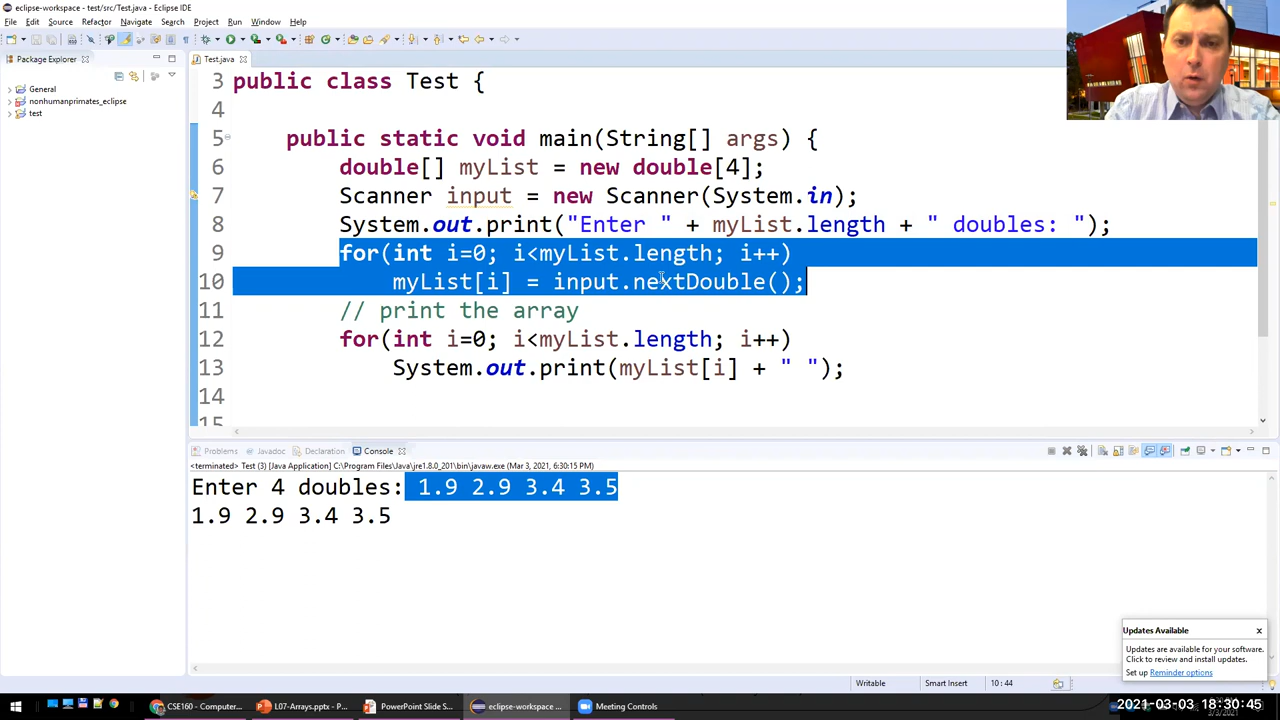 eclipse-workspace - test/src/Test.java - Eclipse IDE
File Edit Source Refactor Navigate Search Project Run Window Help
Package Explorer
Test.java
General
nonhumanprimates_eclipse
test
3 public class Test {
4
5 public static void main(String[] args) {
6 double[] myList = new double[4];
7 Scanner input = new Scanner(System.in);
8 System.out.print("Enter " + myList.length + " doubles: ");
9 for(int i=0; i<myList.length; i++)
10 myList[i] = input.nextDouble();
11 // print the array
12 for(int i=0; i<myList.length; i++)
13 System.out.print(myList[i] + " ");
14
15
Problems Javadoc Declaration Console
<terminated> Test (3) [Java Application] C:\Program Files\Java\jre1.8.0_201\bin\javaw.exe (Mar 3, 2021, 6:30:15 PM)
Enter 4 doubles: 1.9 2.9 3.4 3.5
1.9 2.9 3.4 3.5
Updates Available
Updates are available for your software.
Click to review and install updates.
Set up Reminder options
Writable Smart Insert 10 : 44
CSE160 - Computer... L07-Arrays.pptx - P... PowerPoint Slide S... eclipse-workspace ... Meeting Controls
2021-03-03 18:30:45